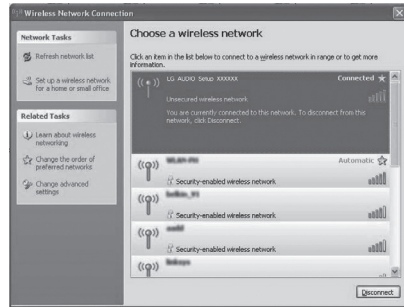 Wireless Network Connection
Network Tasks
Refresh network list
Set up a wireless network
for a home or small office
Related Tasks
Learn about wireless
networking
Change the order of
preferred networks
Change advanced
settings
Choose a wireless network
Click an item in the list below to connect to a wireless network in range or to get more
information.
LG AUDIO Setup XXXXXX
Connected
Unsecured wireless network
You are currently connected to this network. To disconnect from this
network, click Disconnect.
Automatic
Security-enabled wireless network
Security-enabled wireless network
Security-enabled wireless network
Disconnect